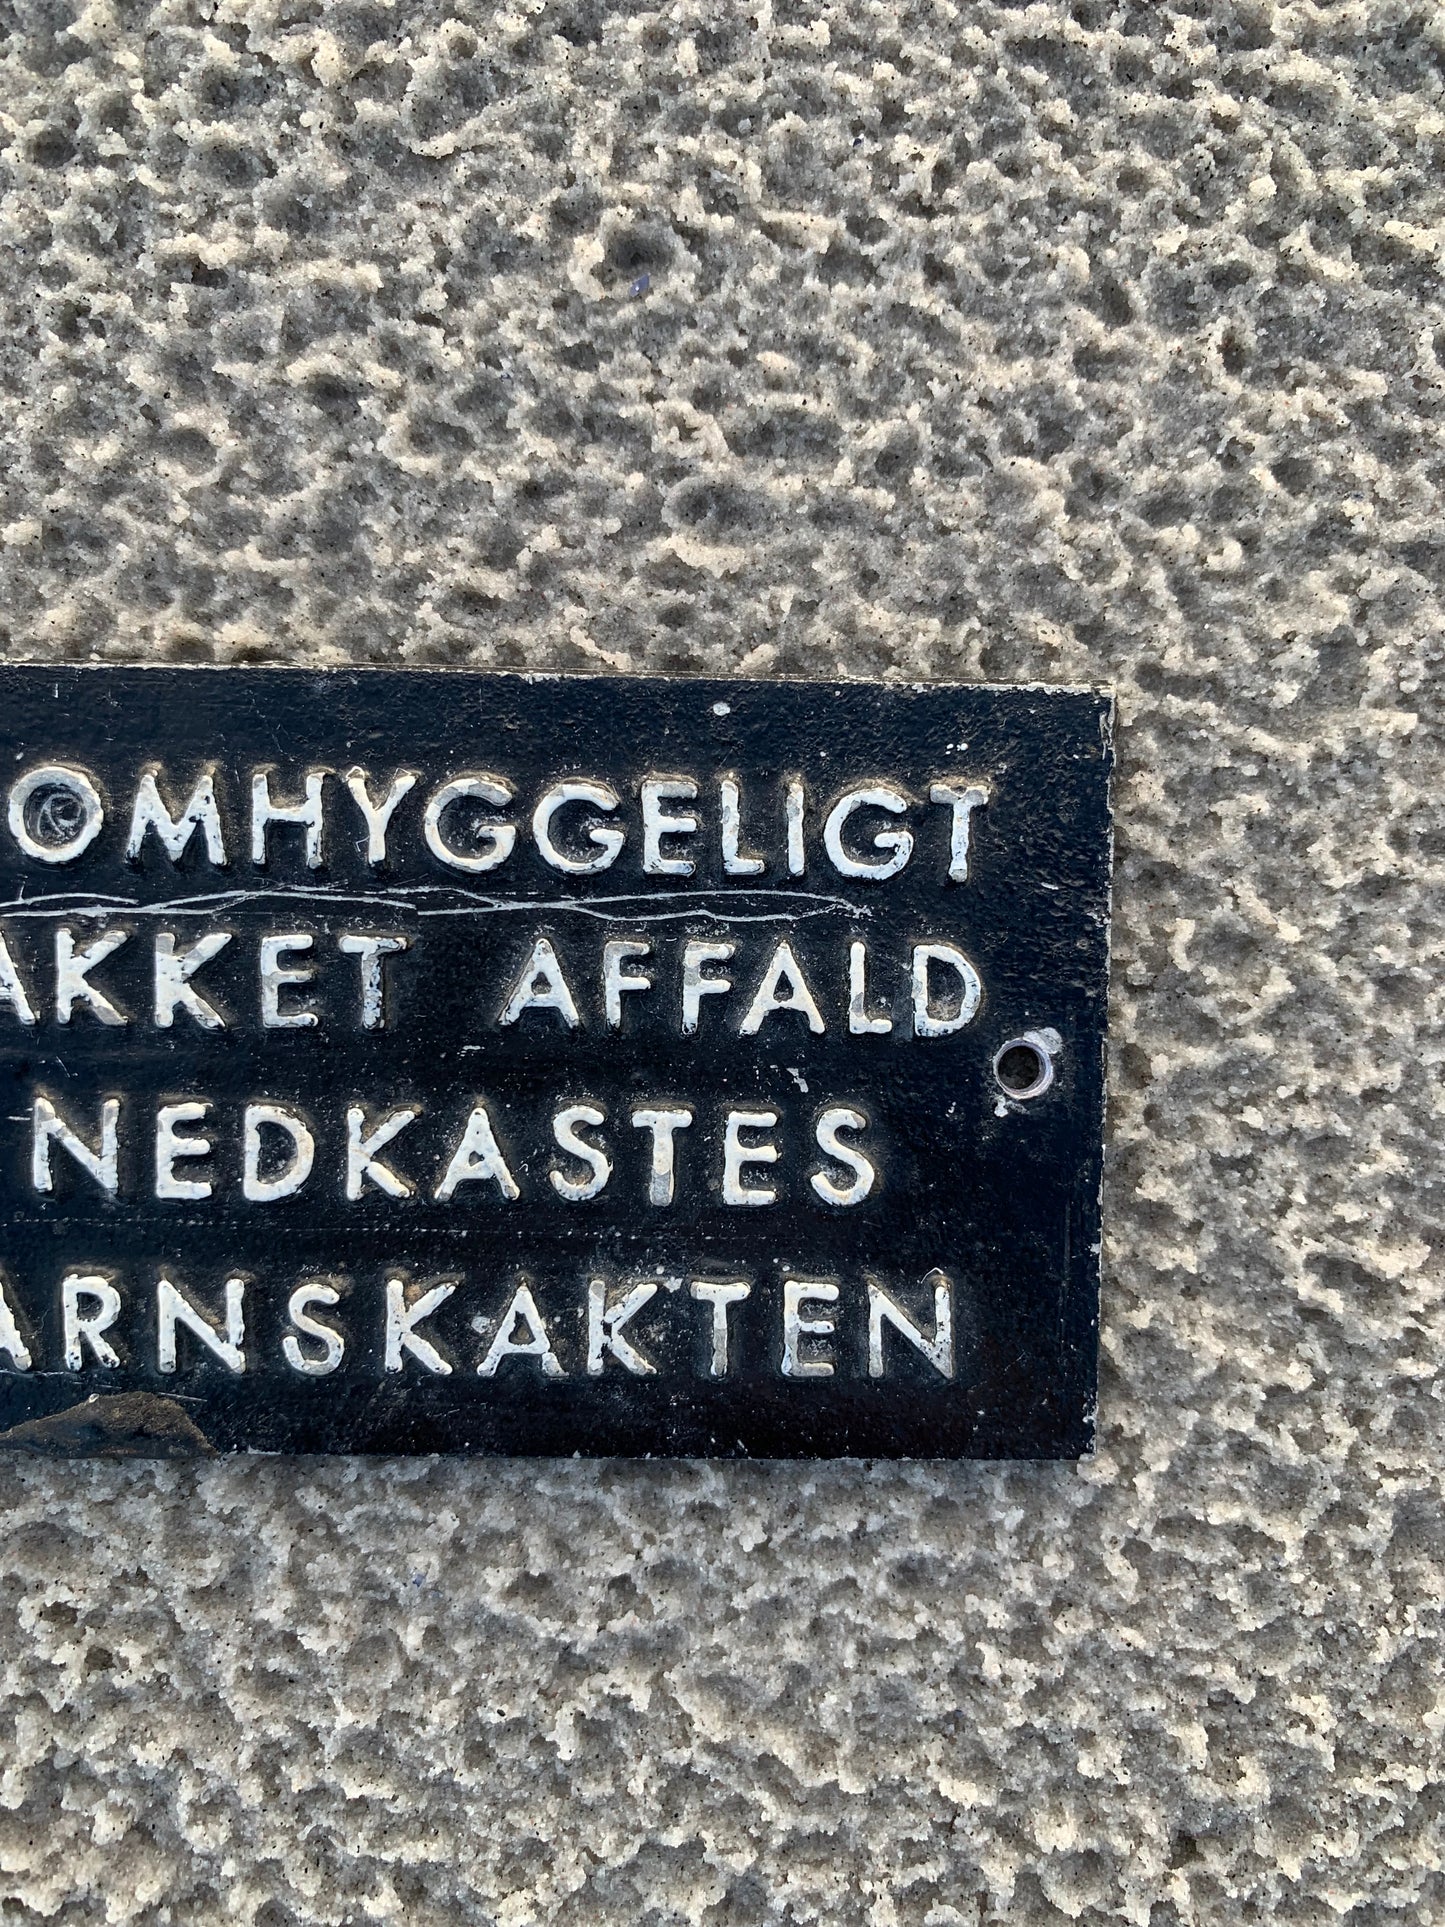 OMHYGGELIGT
AKKET AFFALD
NEDKASTES
ARNSKAKTEN